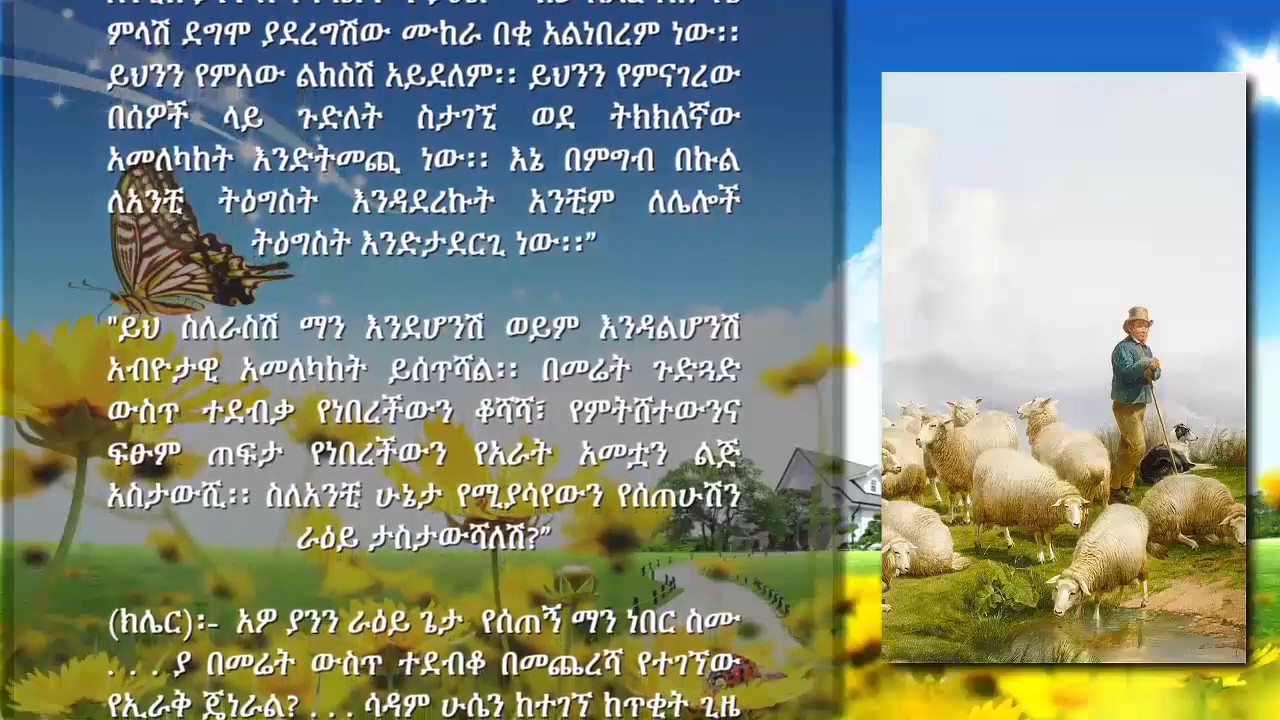 ምላሽ ደግሞ ያደረግሽው ሙከራ በቂ አልነበረም ነው፡፡
ይህንን የምለው ልከስሽ አይደለም፡፡ ይህንን የምናገረው
በሰዎች ላይ ጉድለት ስታገኚ ወደ ትክክለኛው
አመለካከት እንድትመጪ ነው፡፡ እኔ በምግብ በኩል
ለአንቺ ትዕግስት እንዳደረኩት አንቺም ለሌሎች
ትዕግስት እንድታደርጊ ነው፡፡”
"ይህ ስለራስሽ ማን እንደሆንሽ ወይም እንዳልሆንሽ
አብዮታዊ አመለካከት ይሰጥሻል፡፡ በመሬት ጉድጓድ
ውስጥ ተደብቃ የነበረችውን ቆሻሻ፣ የምትሸተውንና
ፍፁም ጠፍታ የነበረችውን የአራት አመቷን ልጅ
አስታውሺ፡፡ ስለአንቺ ሁኔታ የሚያሳየውን የሰጠሁሽን
ራዕይ ታስታውሻለሽ?”
(ክሌር)፡- አዎ ያንን ራዕይ ጌታ የሰጠኝ ማን ነበር ስሙ
. . . . ያ በመሬት ውስጥ ተደብቆ በመጨረሻ የተገኘው
የኢራቅ ጄነራል? . . . ሳዳም ሁሴን ከተገኘ ከጥቂት ጊዜ